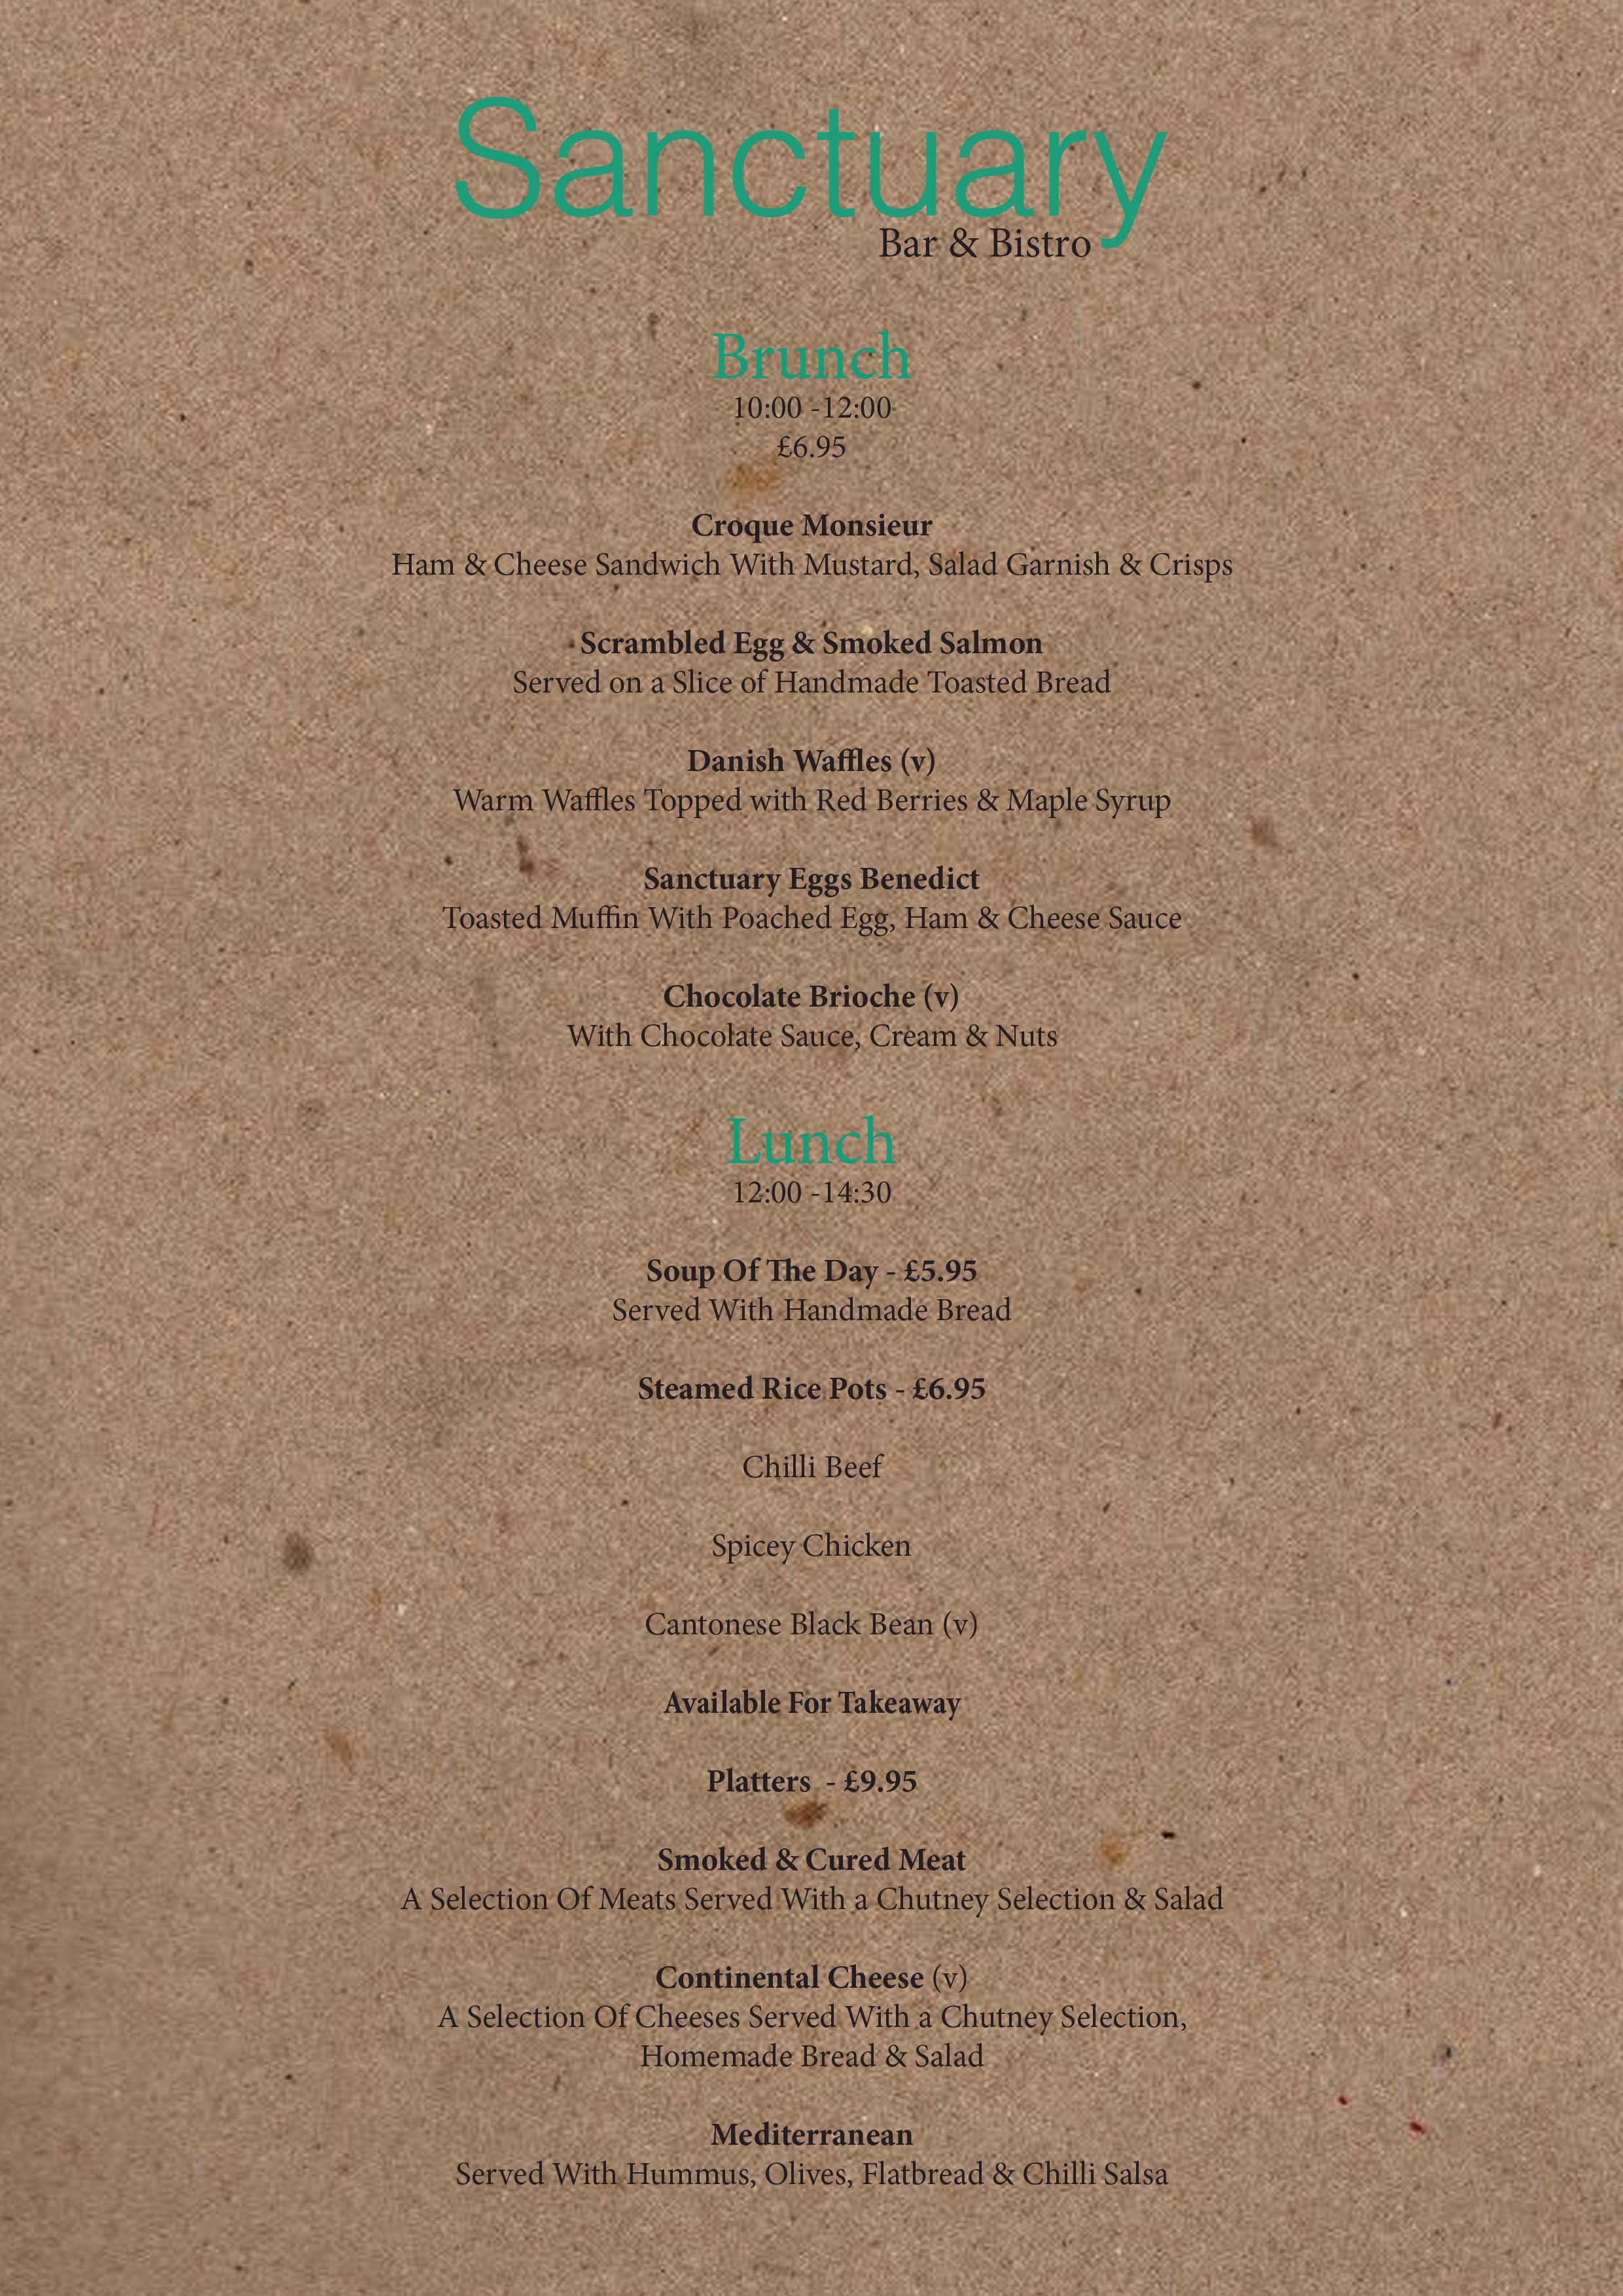 Sanctuary
Bar & Bistro
Brunch
10:00 -12:00
£6.95
Croque Monsieur
Ham & Cheese Sandwich With Mustard, Salad Garnish & Crisps
Scrambled Egg & Smoked Salmon
Served on a Slice of Handmade Toasted Bread
Danish Waffles (v)
Warm Waffles Topped with Red Berries & Maple Syrup
Sanctuary Eggs Benedict
Toasted Muffin With Poached Egg, Ham & Cheese Sauce
Chocolate Brioche (v)
With Chocolate Sauce, Cream & Nuts
Lunch
12:00 -14:30
Soup Of The Day - £5.95
Served With Handmade Bread
Steamed Rice Pots - £6.95
Chilli Beef
Spicey Chicken
Cantonese Black Bean (v)
Available For Takeaway
Platters  - £9.95
Smoked & Cured Meat
A Selection Of Meats Served With a Chutney Selection & Salad
Continental Cheese (v)
A Selection Of Cheeses Served With a Chutney Selection,
Homemade Bread & Salad
Mediterranean
Served With Hummus, Olives, Flatbread & Chilli Salsa